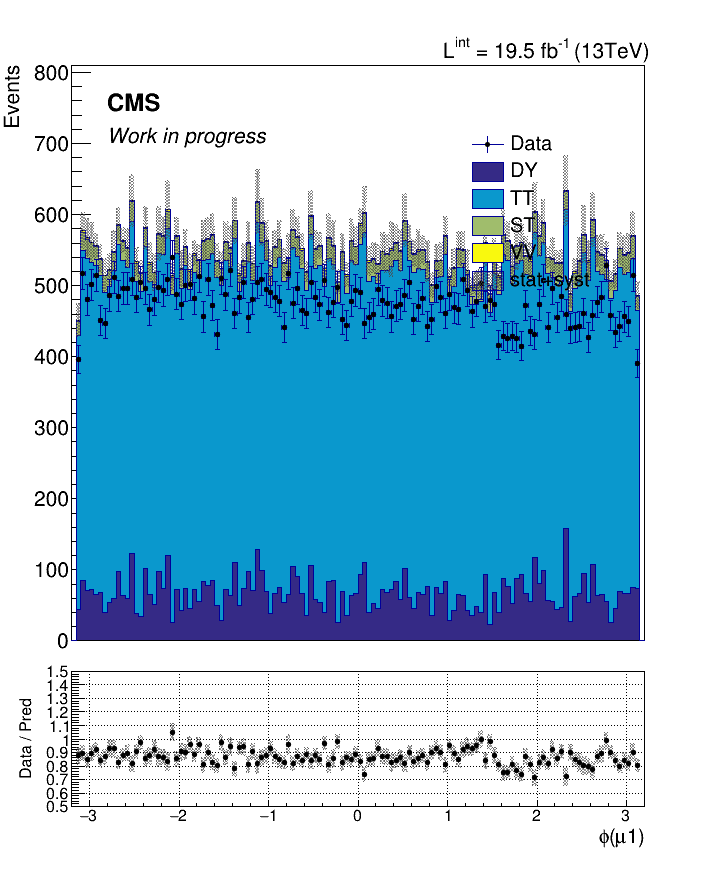 L^int = 19.5 fb^-1 (13TeV)
Events
800
CMS
Work in progress
700
Data
DY
TT
ST
VV
stat+syst
600
500
400
300
200
100
0
Data / Pred
1.5
1.4
1.3
1.2
1.1
1
0.9
0.8
0.7
0.6
0.5
−3 −2 −1 0 1 2 3
ϕ(μ1)